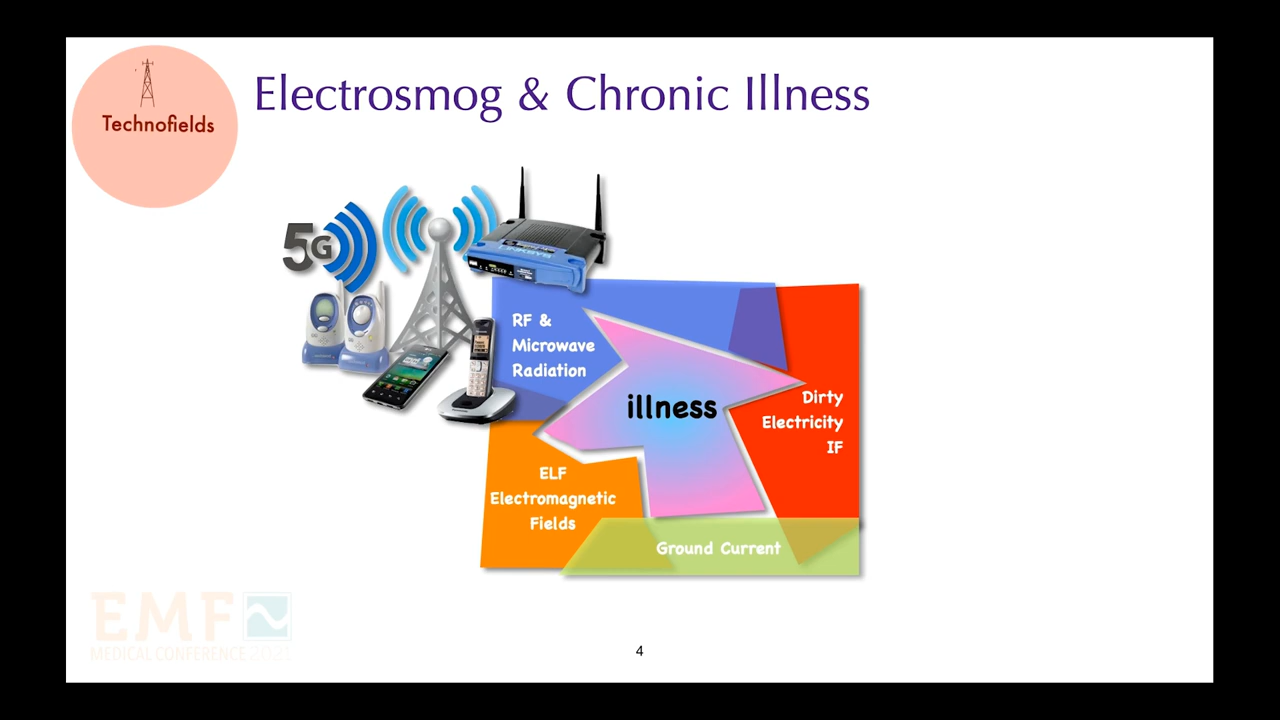 Technofields
Electrosmog & Chronic Illness
5G
LINKSYS
RF &
Microwave
Radiation
illness
Dirty
Electricity
IF
ELF
Electromagnetic
Fields
Ground Current
EMF
MEDICAL CONFERENCE 2021
4